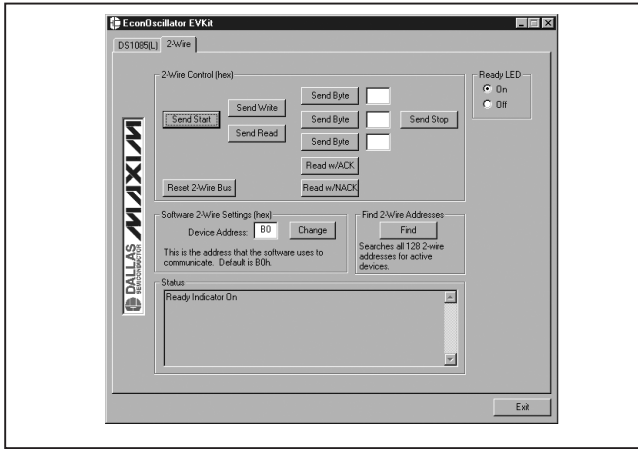 EconOscillator EVKit
DS1085(L) 2-Wire
2-Wire Control (hex)
Send Start
Send Write
Send Read
Send Byte
Send Byte
Send Byte
Send Stop
Read w/ACK
Reset 2-Wire Bus
Read w/NACK
Ready LED
On
Off
Software 2-Wire Settings (hex)
Device Address: B0 Change
This is the address that the software uses to
communicate. Default is B0h.
Find 2-Wire Addresses
Find
Searches all 128 2-wire
addresses for active
devices.
Status
Ready Indicator On
DALLAS
SEMICONDUCTOR
MAXIM
Exit